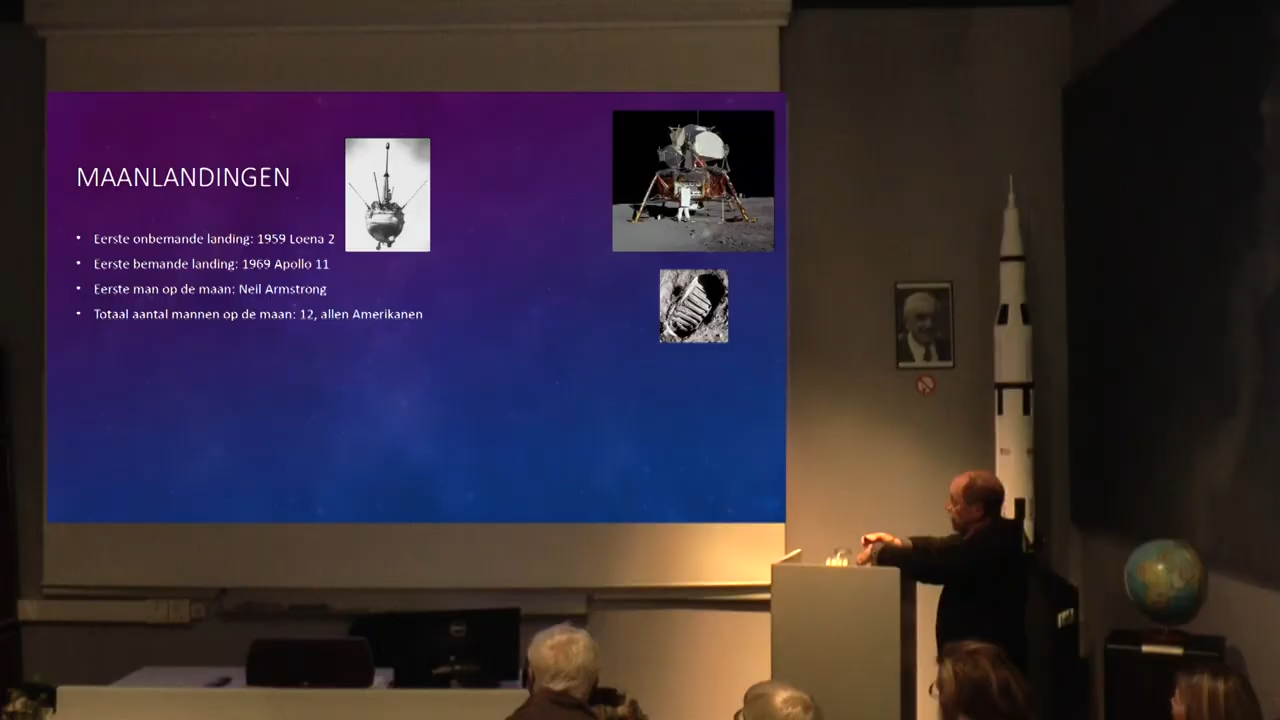 MAANLANDINGEN
• Eerste onbemande landing: 1959 Loena 2
• Eerste bemande landing: 1969 Apollo 11
• Eerste man op de maan: Neil Armstrong
• Totaal aantal mannen op de maan: 12, allen Amerikanen